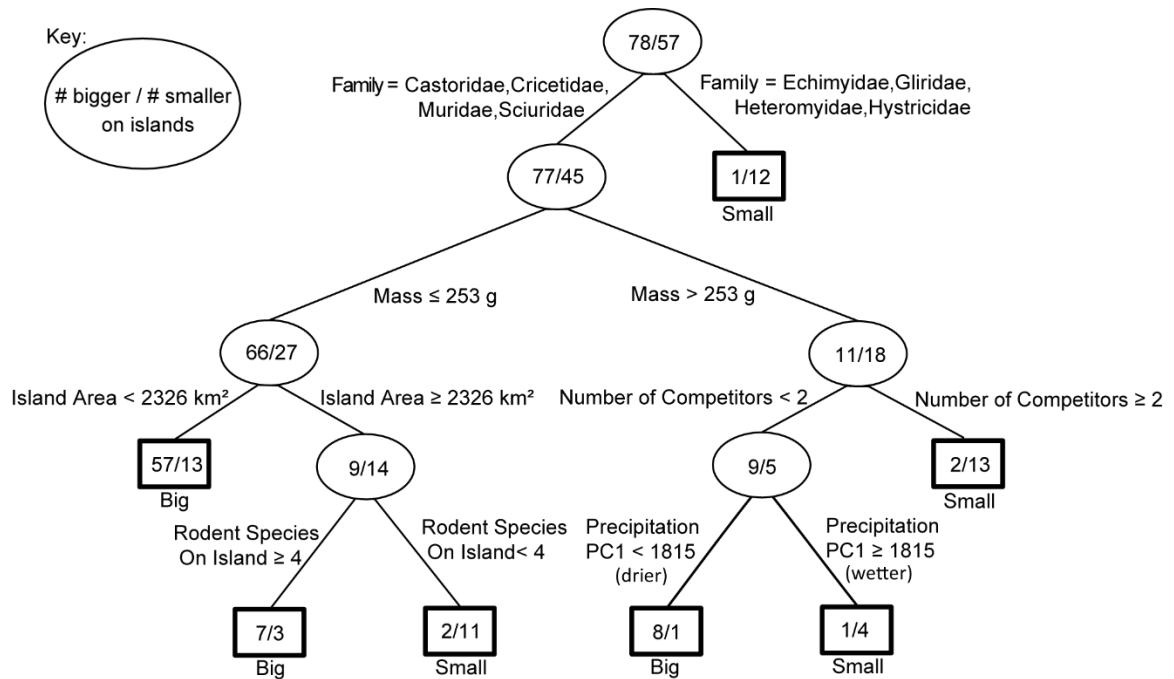 Key:
# bigger / # smaller
on islands
78/57
Family = Castoridae,Cricetidae,
Muridae,Sciuridae
Family = Echimyidae,Gliridae,
Heteromyidae,Hystricidae
77/45
1/12
Small
Mass ≤ 253 g
Mass > 253 g
66/27
11/18
Island Area < 2326 km²
Island Area ≥ 2326 km²
Number of Competitors < 2
Number of Competitors ≥ 2
57/13
Big
9/14
9/5
2/13
Small
Rodent Species
On Island ≥ 4
Rodent Species
On Island< 4
Precipitation
PC1 < 1815
(drier)
Precipitation
PC1 ≥ 1815
(wetter)
7/3
Big
2/11
Small
8/1
Big
1/4
Small